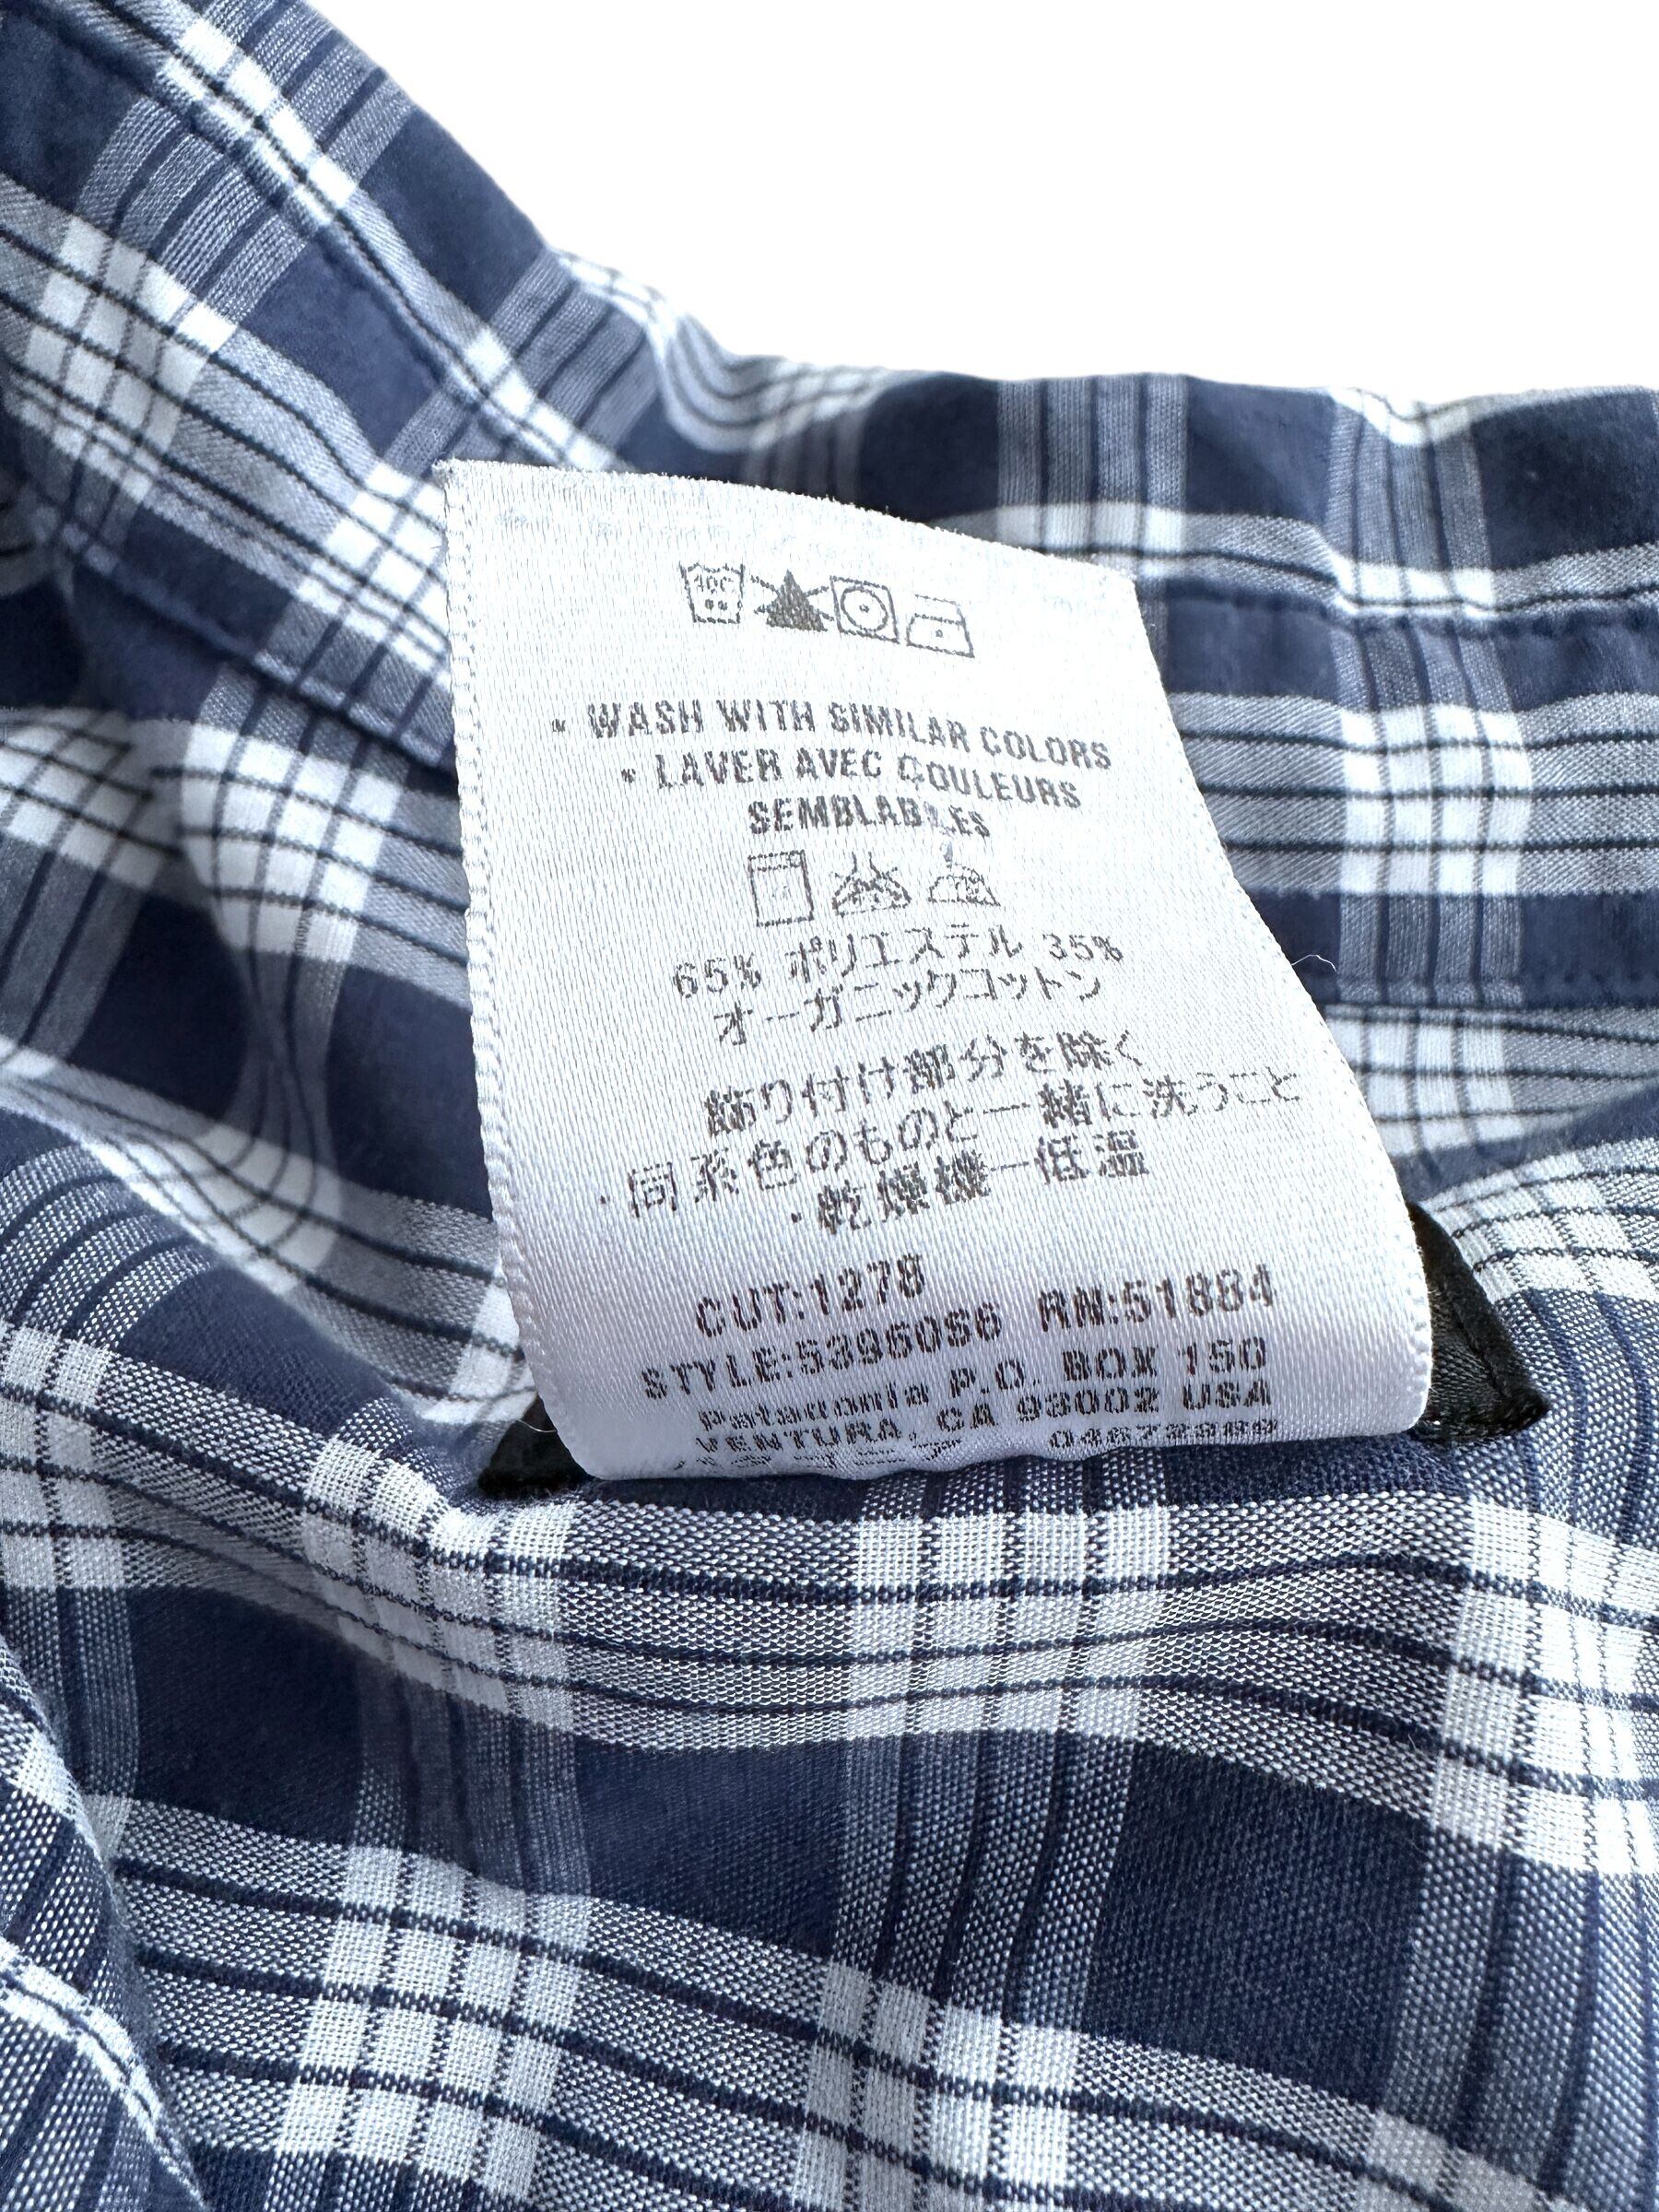 40C
• WASH WITH SIMILAR COLORS
• LAVER AVEC COULEURS
SEMBLABLES
65% ポリエステル 35%
オーガニックコットン
飾り付け部分を除く
・同系色のものと一緒に洗うこと
・乾燥機一低温
CUT:1278
STYLE:53960S6 RN:51884
Patagonia P.O. BOX 150
VENTURA, CA 93002 USA